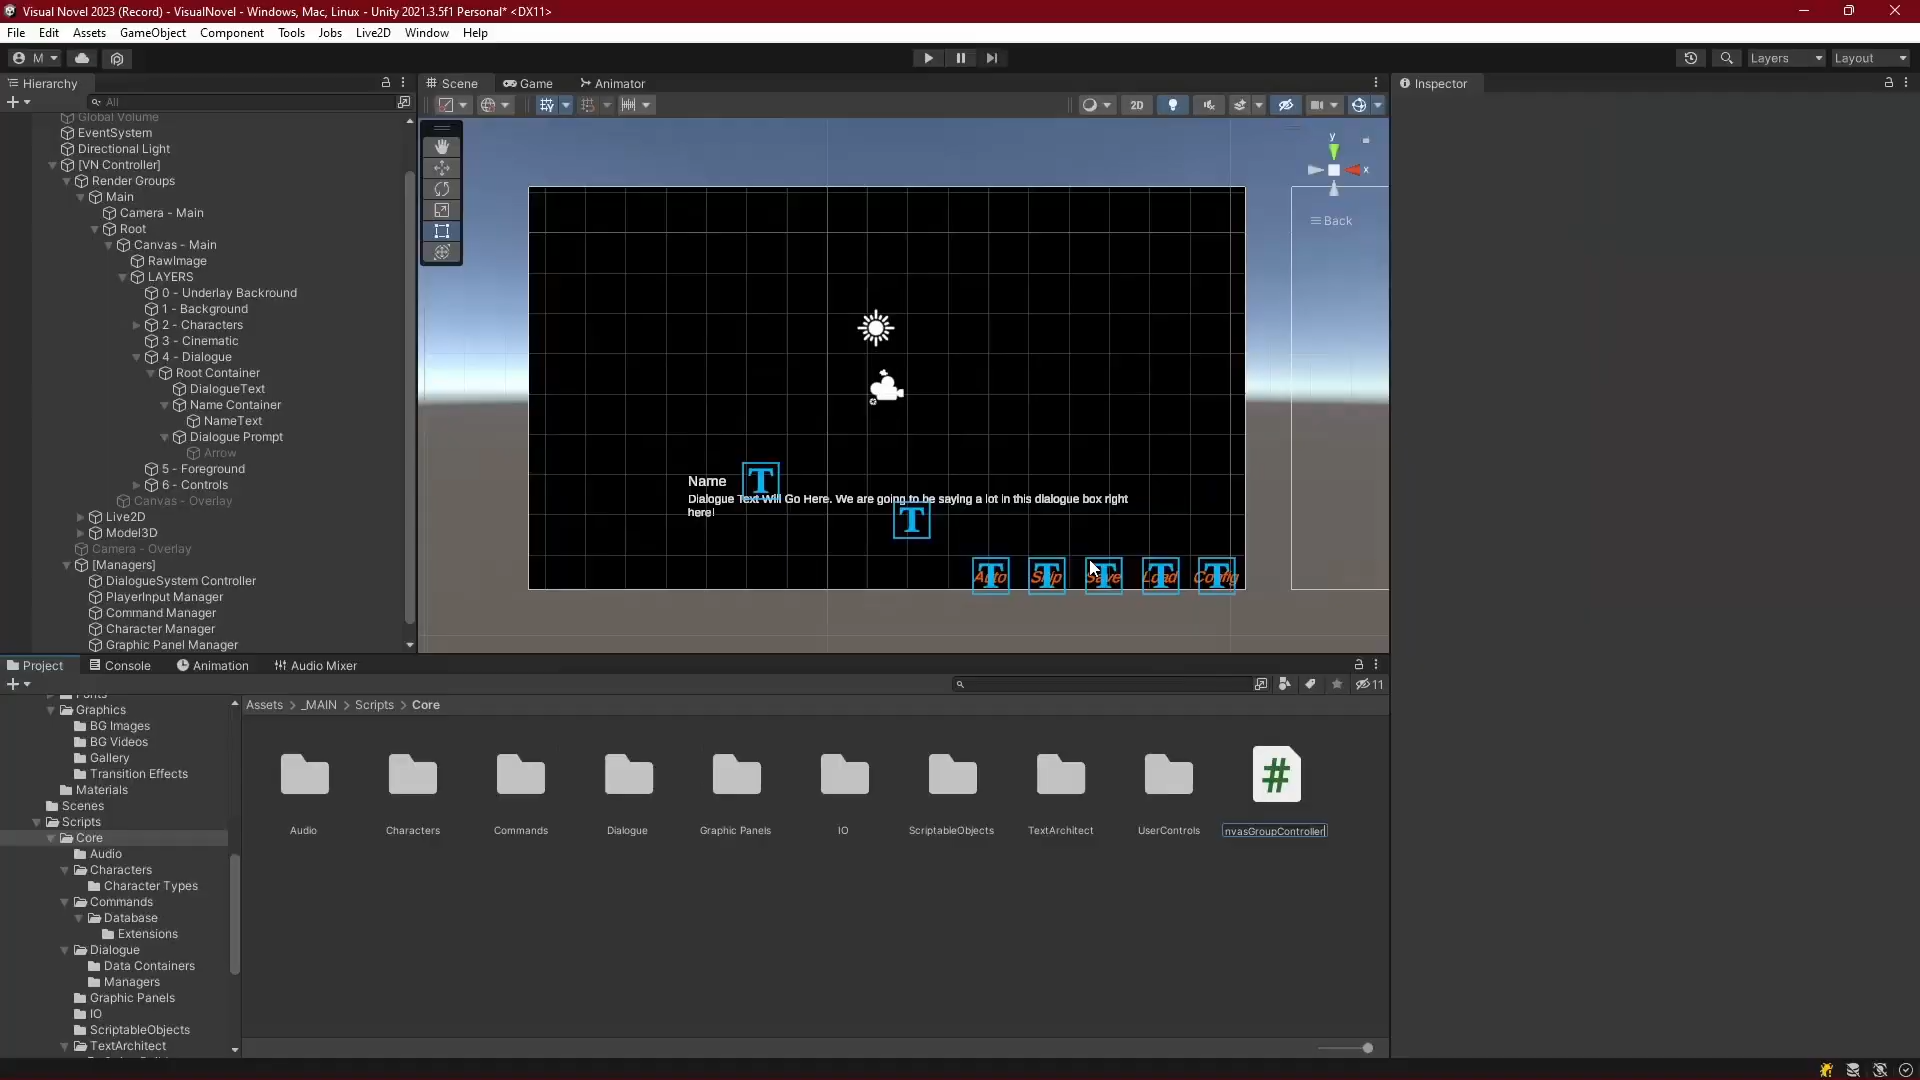 Visual Novel 2023 (Record) - VisualNovel - Windows, Mac, Linux - Unity 2021.3.5f1 Personal* <DX11>
File Edit Assets GameObject Component Tools Jobs Live2D Window Help
M Layers Layout
Hierarchy
All
Global Volume
EventSystem
Directional Light
[VN Controller]
Render Groups
Main
Camera - Main
Root
Canvas - Main
RawImage
LAYERS
0 - Underlay Backround
1 - Background
2 - Characters
3 - Cinematic
4 - Dialogue
Root Container
DialogueText
Name Container
NameText
Dialogue Prompt
Arrow
5 - Foreground
6 - Controls
Canvas - Overlay
Live2D
Model3D
Camera - Overlay
[Managers]
DialogueSystem Controller
PlayerInput Manager
Command Manager
Character Manager
Graphic Panel Manager
Scene Game Animator
2D
y
x
Back
Name
Dialogue Text Will Go Here. We are going to be saying a lot in this dialogue box right
here!
Auto Skip Save Load Config
Inspector
Project Console Animation Audio Mixer
11
Fonts
Graphics
BG Images
BG Videos
Gallery
Transition Effects
Materials
Scenes
Scripts
Core
Audio
Characters
Character Types
Commands
Database
Extensions
Dialogue
Data Containers
Managers
Graphic Panels
IO
ScriptableObjects
TextArchitect
Assets > _MAIN > Scripts > Core
Audio Characters Commands Dialogue Graphic Panels IO ScriptableObjects TextArchitect UserControls nvasGroupController